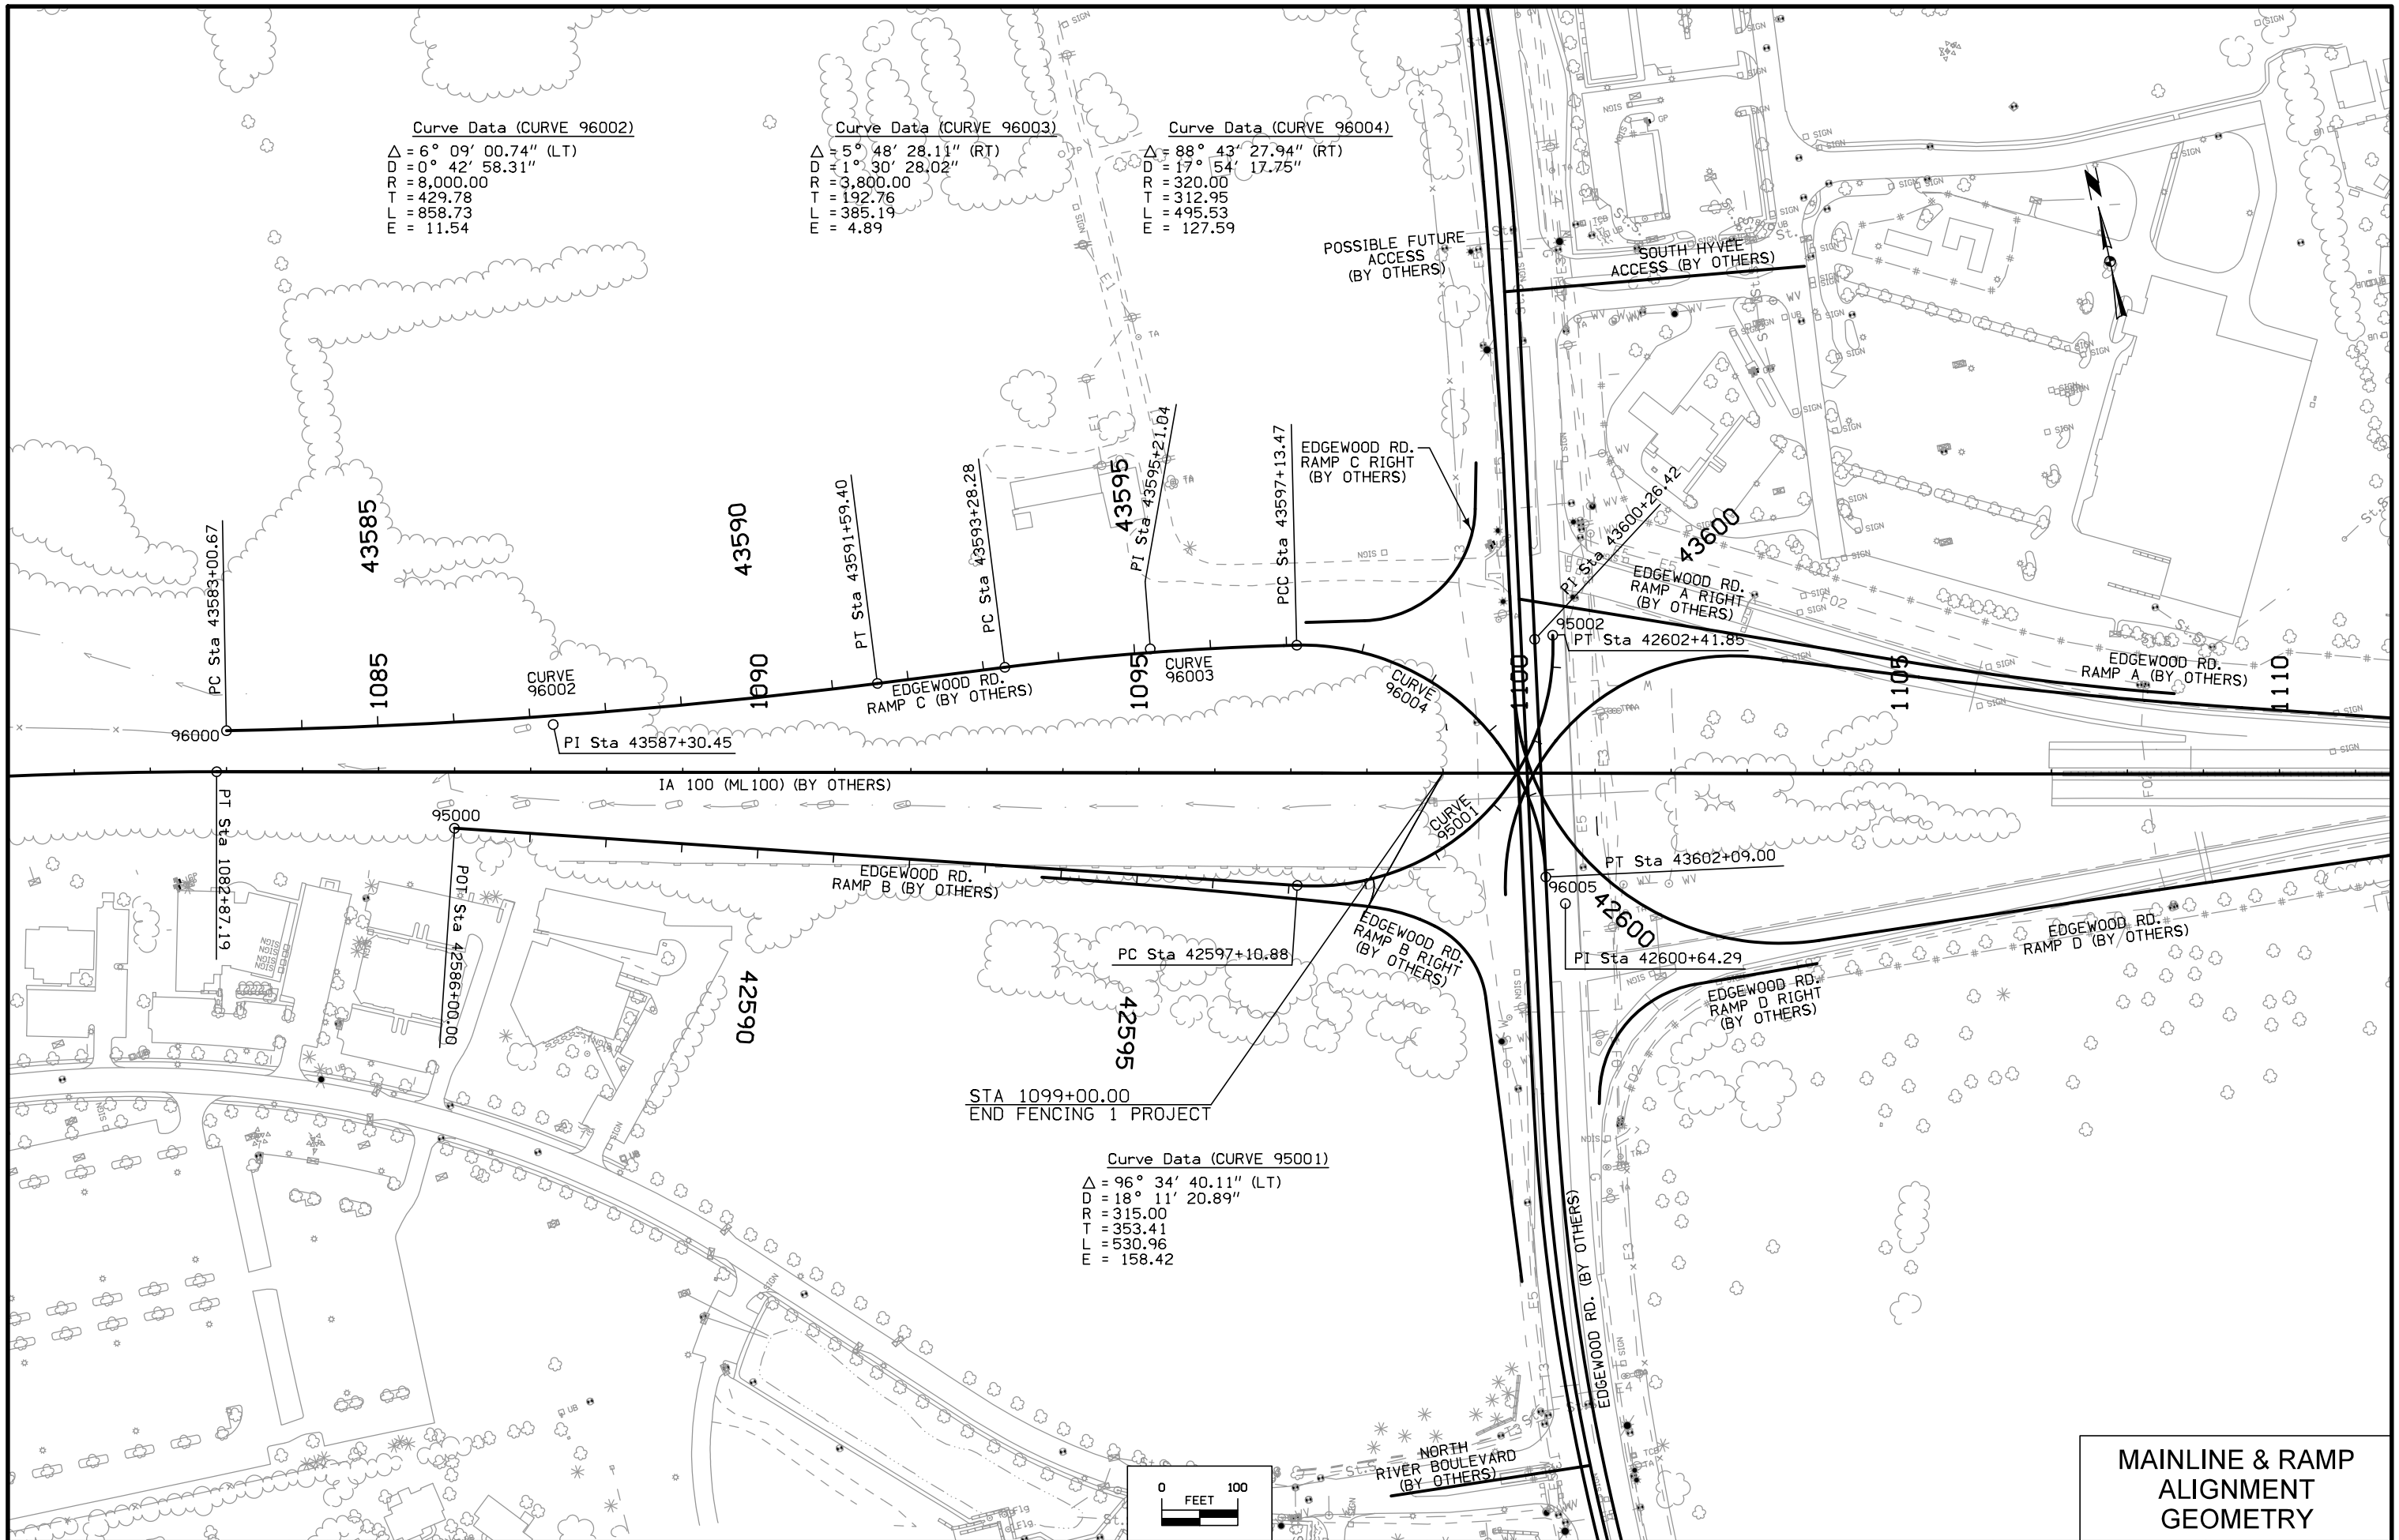 Curve Data (CURVE 96002)
Δ = 6° 09′ 00.74″ (LT)
D = 0° 42′ 58.31″
R = 8,000.00
T = 429.78
L = 858.73
E = 11.54
Curve Data (CURVE 96003)
Δ = 5° 48′ 28.11″ (RT)
D = 1° 30′ 28.02″
R = 3,800.00
T = 192.76
L = 385.19
E = 4.89
Curve Data (CURVE 96004)
Δ = 88° 43′ 27.94″ (RT)
D = 17° 54′ 17.75″
R = 320.00
T = 312.95
L = 495.53
E = 127.59
POSSIBLE FUTURE
ACCESS
(BY OTHERS)
SOUTH HYVEE
ACCESS (BY OTHERS)
EDGEWOOD RD.
RAMP C RIGHT
(BY OTHERS)
PC Sta 43583+00.67
43585
43590
PT Sta 43591+59.40
PC Sta 43593+28.28
43595
PI Sta 43595+21.04
PCC Sta 43597+13.47
PI Sta 43600+26.42
43600
EDGEWOOD RD.
RAMP A RIGHT
(BY OTHERS)
95002
PT Sta 42602+41.85
1085
CURVE
96002
1090
EDGEWOOD RD.
RAMP C (BY OTHERS)
1095
CURVE
96003
CURVE
96004
1100
1105
EDGEWOOD RD.
RAMP A (BY OTHERS)
1110
96000
PI Sta 43587+30.45
IA 100 (ML100) (BY OTHERS)
PT Sta 1082+87.19
95000
POT Sta 42586+00.00
EDGEWOOD RD.
RAMP B (BY OTHERS)
CURVE
95001
PT Sta 43602+09.00
96005
42600
PC Sta 42597+10.88
EDGEWOOD RD.
RAMP B RIGHT
(BY OTHERS)
PI Sta 42600+64.29
EDGEWOOD RD.
RAMP D (BY OTHERS)
EDGEWOOD RD.
RAMP D RIGHT
(BY OTHERS)
42590
42595
STA 1099+00.00
END FENCING 1 PROJECT
Curve Data (CURVE 95001)
Δ = 96° 34′ 40.11″ (LT)
D = 18° 11′ 20.89″
R = 315.00
T = 353.41
L = 530.96
E = 158.42
EDGEWOOD RD. (BY OTHERS)
NORTH
RIVER BOULEVARD
(BY OTHERS)
0 100
FEET
MAINLINE & RAMP
ALIGNMENT
GEOMETRY